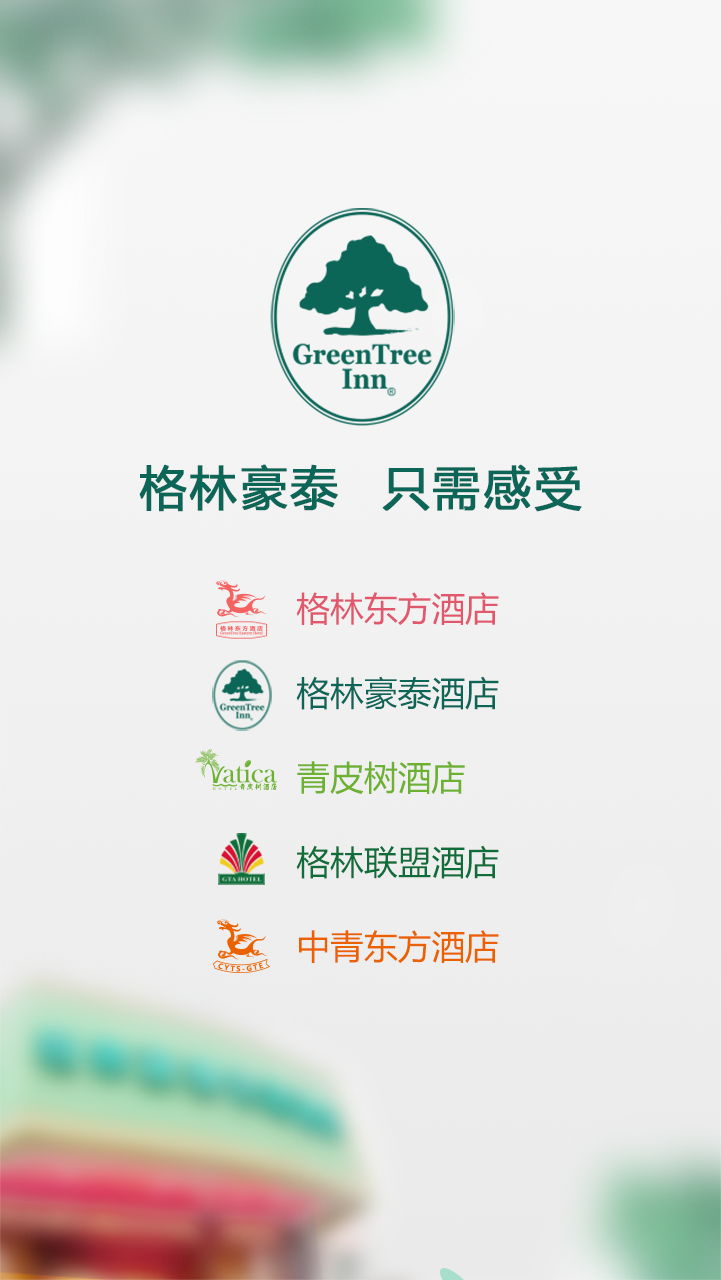 GreenTree
Inn®
格林豪泰 只需感受
格林东方酒店
格林东方酒店
GreenTree
Inn
格林豪泰酒店
Vatica
青皮树酒店
青皮树酒店
GYA HOTEL
格林联盟酒店
CYTS-GTE
中青东方酒店